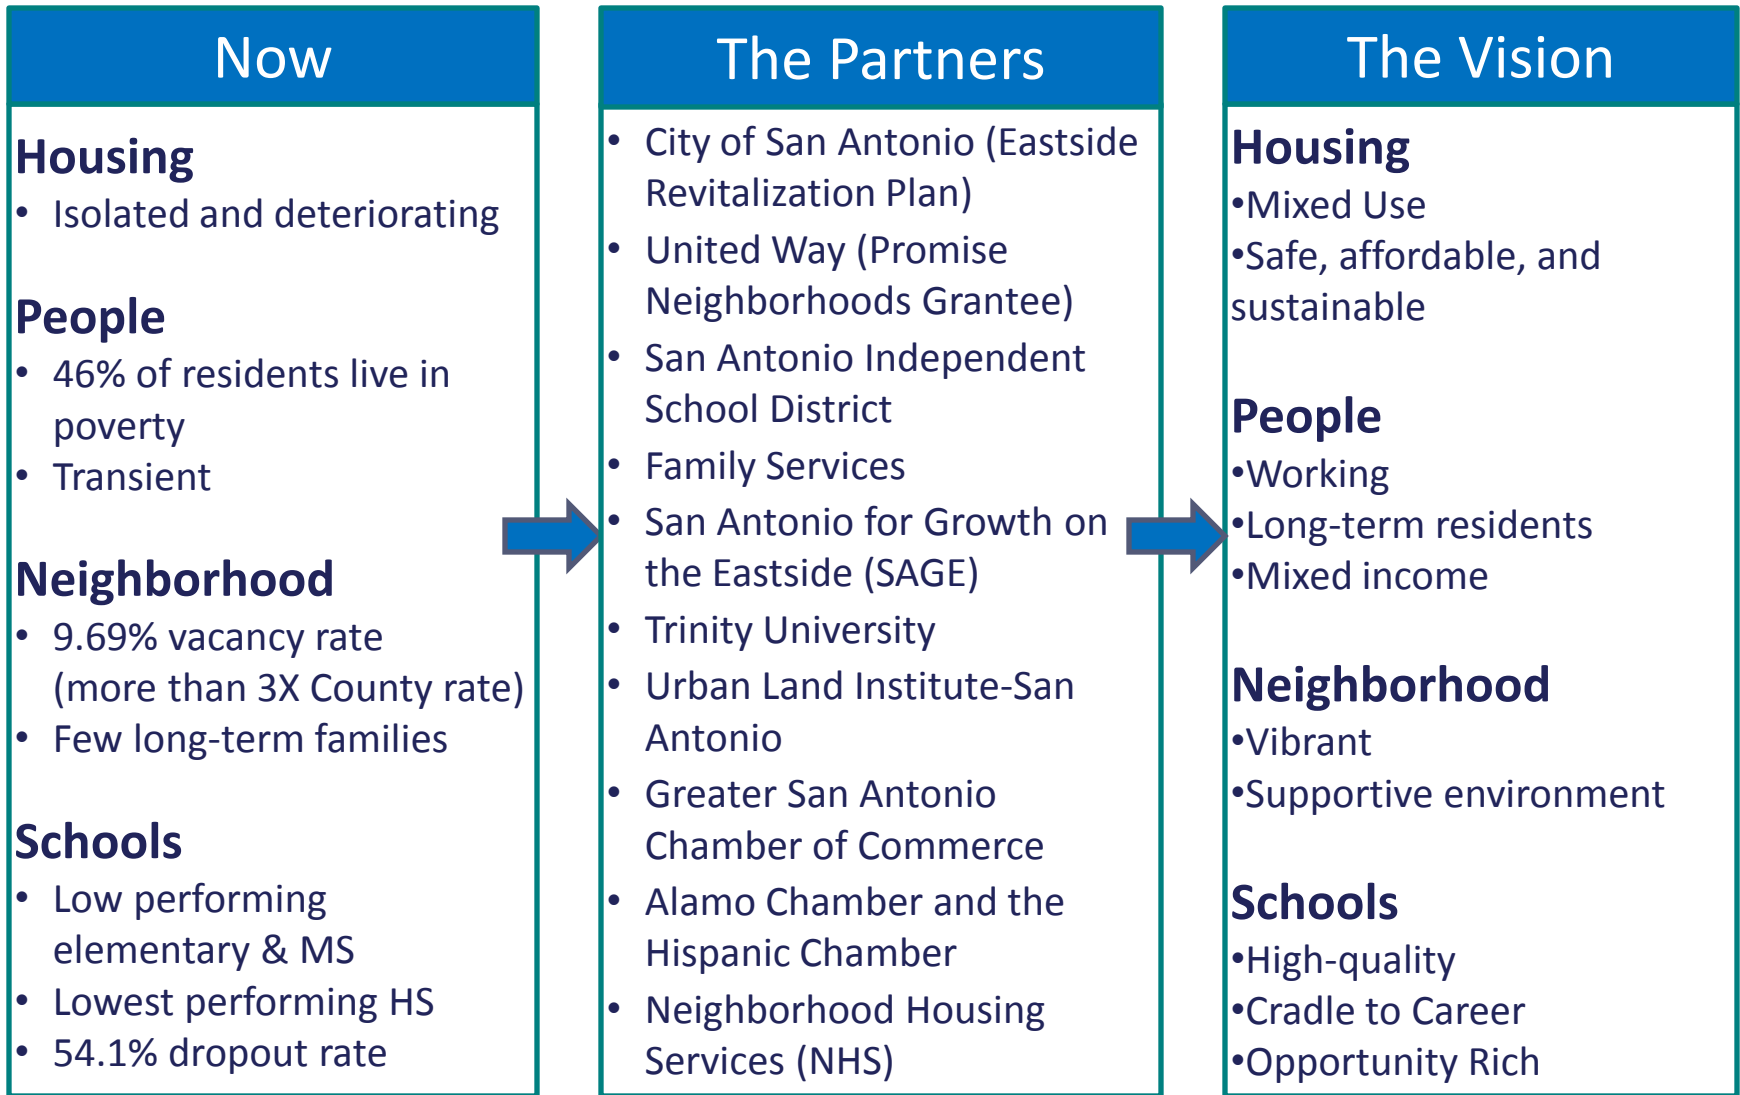 Now
Housing
• Isolated and deteriorating
People
• 46% of residents live in
poverty
• Transient
Neighborhood
• 9.69% vacancy rate
(more than 3X County rate)
• Few long-term families
Schools
• Low performing
elementary & MS
• Lowest performing HS
• 54.1% dropout rate
The Partners
• City of San Antonio (Eastside
Revitalization Plan)
• United Way (Promise
Neighborhoods Grantee)
• San Antonio Independent
School District
• Family Services
• San Antonio for Growth on
the Eastside (SAGE)
• Trinity University
• Urban Land Institute-San
Antonio
• Greater San Antonio
Chamber of Commerce
• Alamo Chamber and the
Hispanic Chamber
• Neighborhood Housing
Services (NHS)
The Vision
Housing
•Mixed Use
•Safe, affordable, and
sustainable
People
•Working
•Long-term residents
•Mixed income
Neighborhood
•Vibrant
•Supportive environment
Schools
•High-quality
•Cradle to Career
•Opportunity Rich